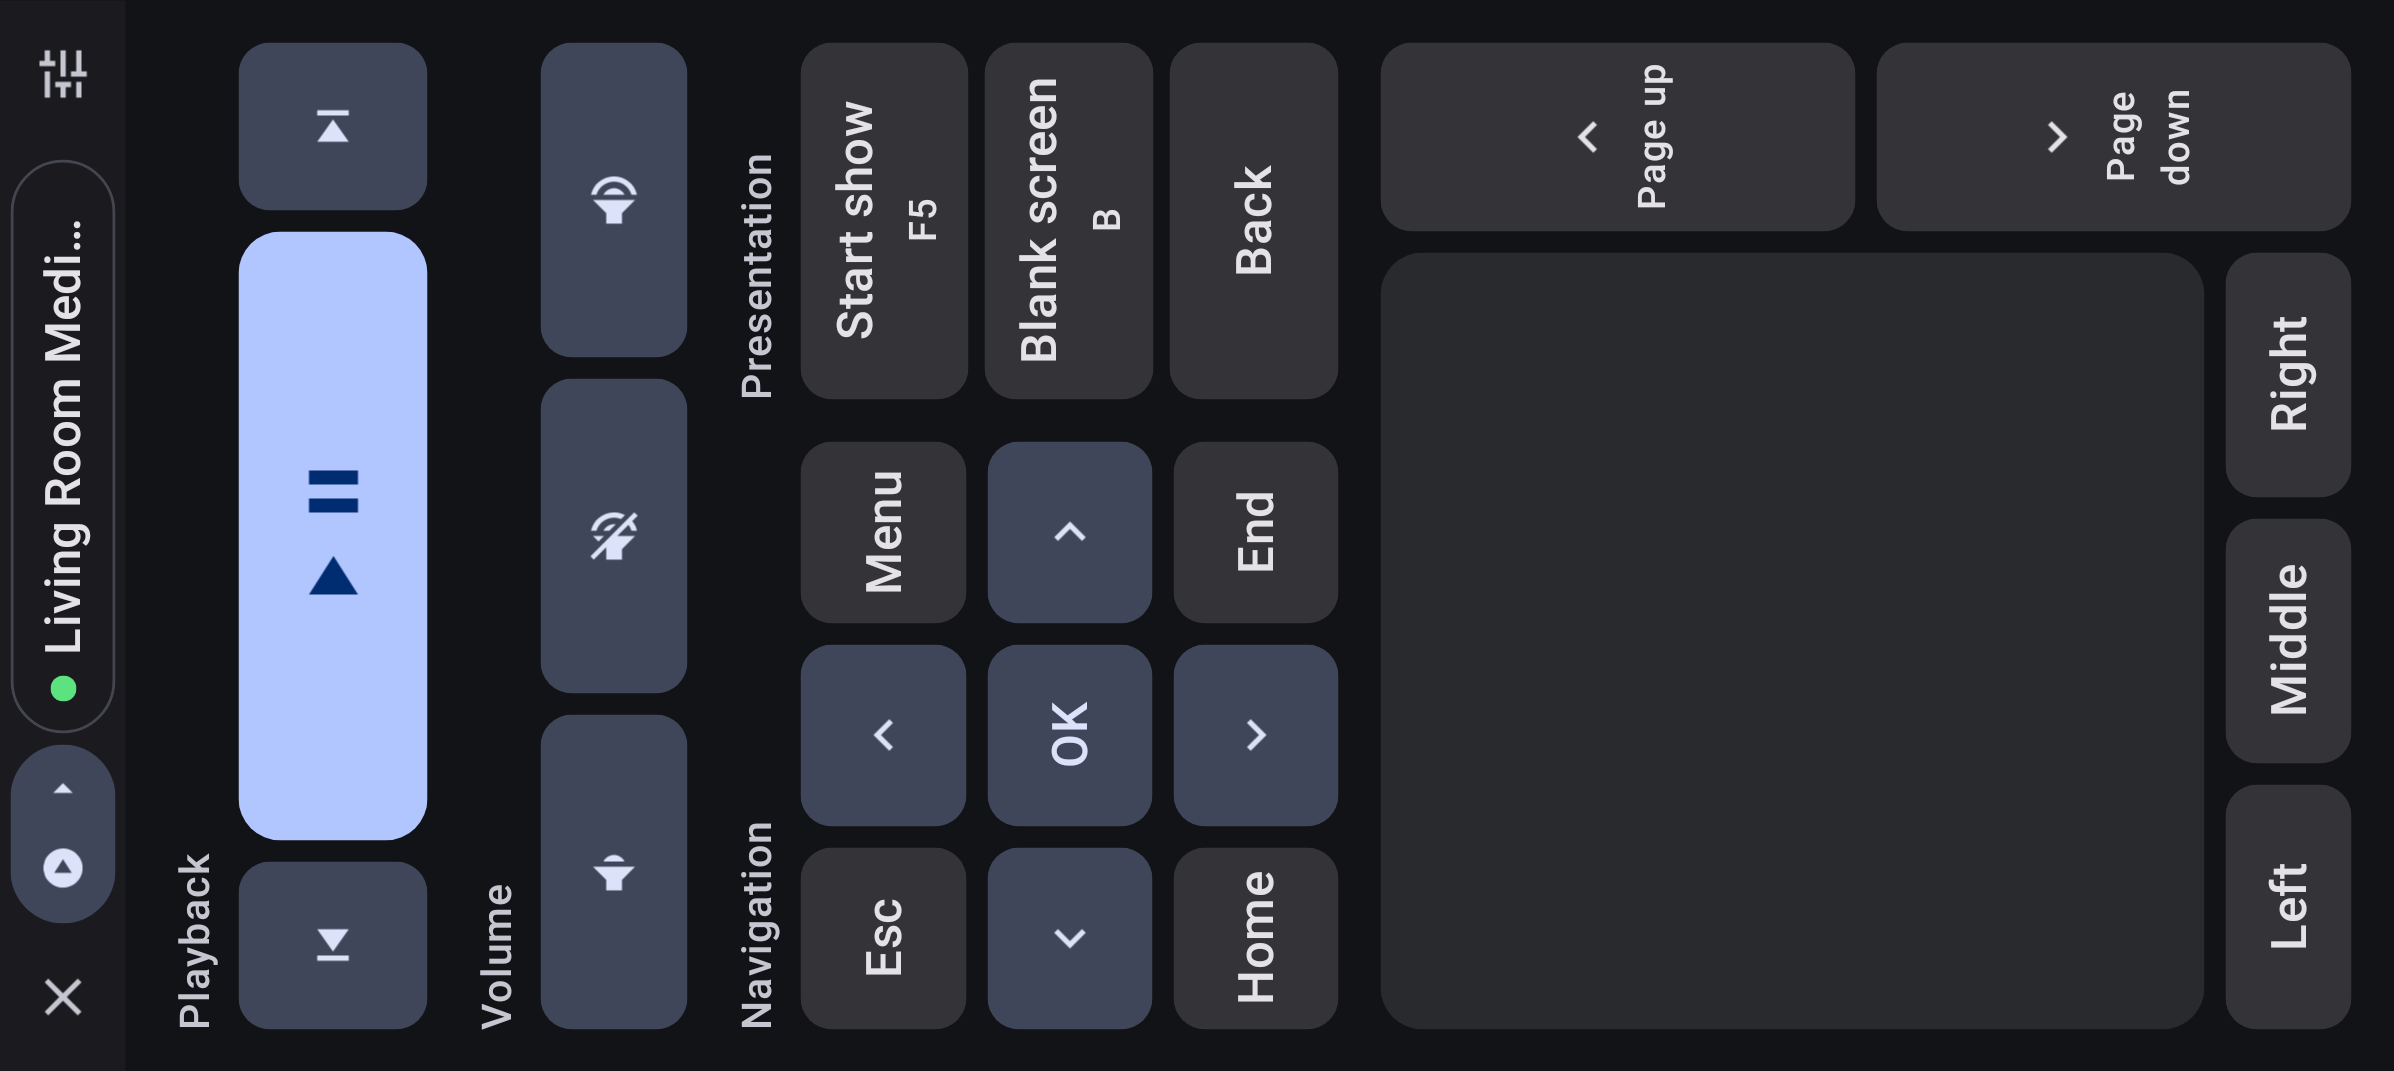 Living Room Medi...
Playback
Volume
Navigation
Presentation
Esc
Menu
Start show
F5
OK
Blank screen
B
Home
End
Back
Page up
Page
down
Left
Middle
Right